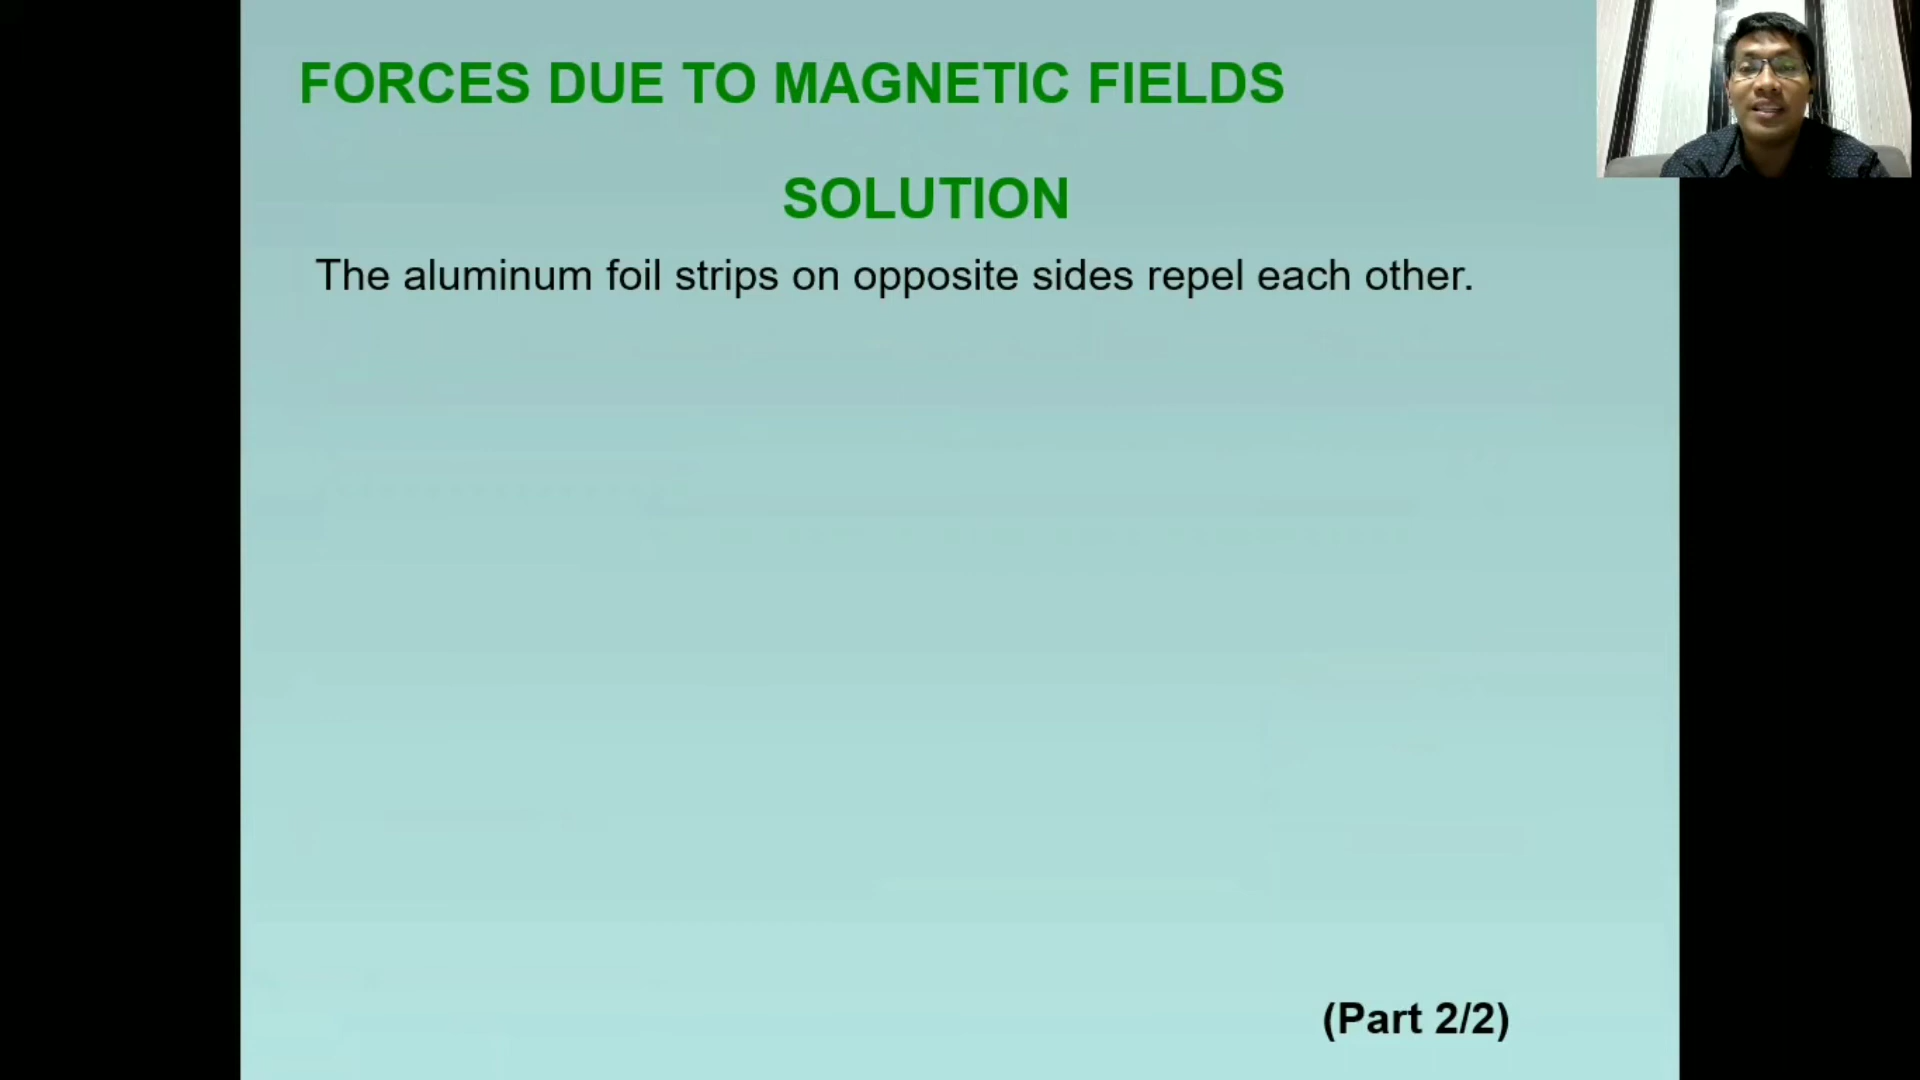 FORCES DUE TO MAGNETIC FIELDS
SOLUTION
The aluminum foil strips on opposite sides repel each other.
(Part 2/2)